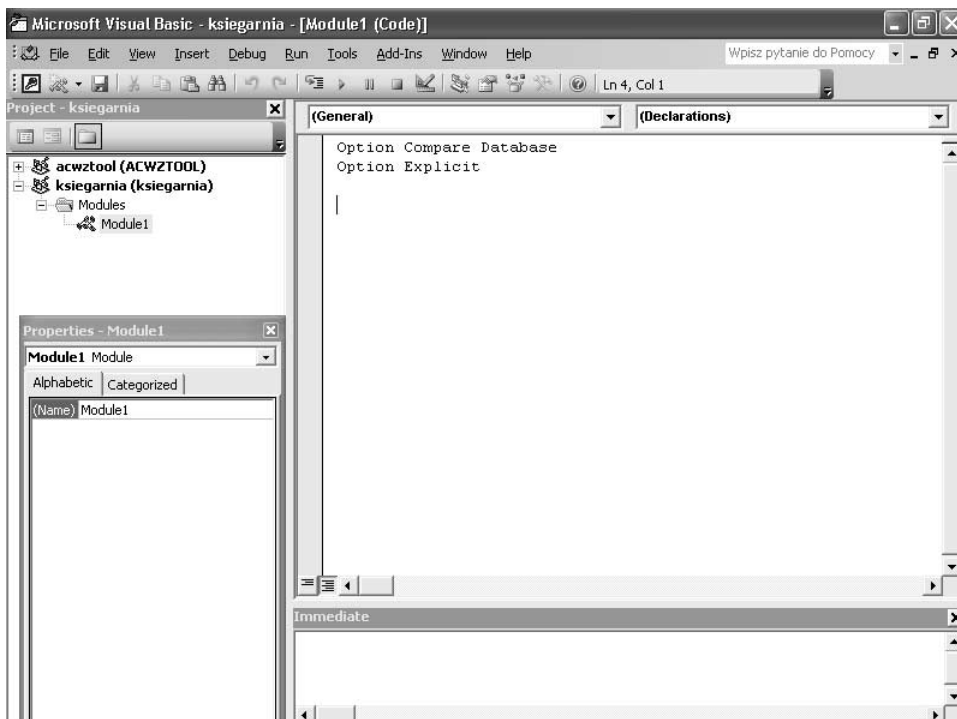 Microsoft Visual Basic - ksiegarnia - [Module1 (Code)]
File Edit View Insert Debug Run Tools Add-Ins Window Help
Wpisz pytanie do Pomocy
Ln 4, Col 1
Project - ksiegarnia
acwztool (ACWZTOOL)
ksiegarnia (ksiegarnia)
Modules
Module1
Properties - Module1
Module1 Module
Alphabetic Categorized
(Name) Module1
(General) (Declarations)
Option Compare Database
Option Explicit
Immediate